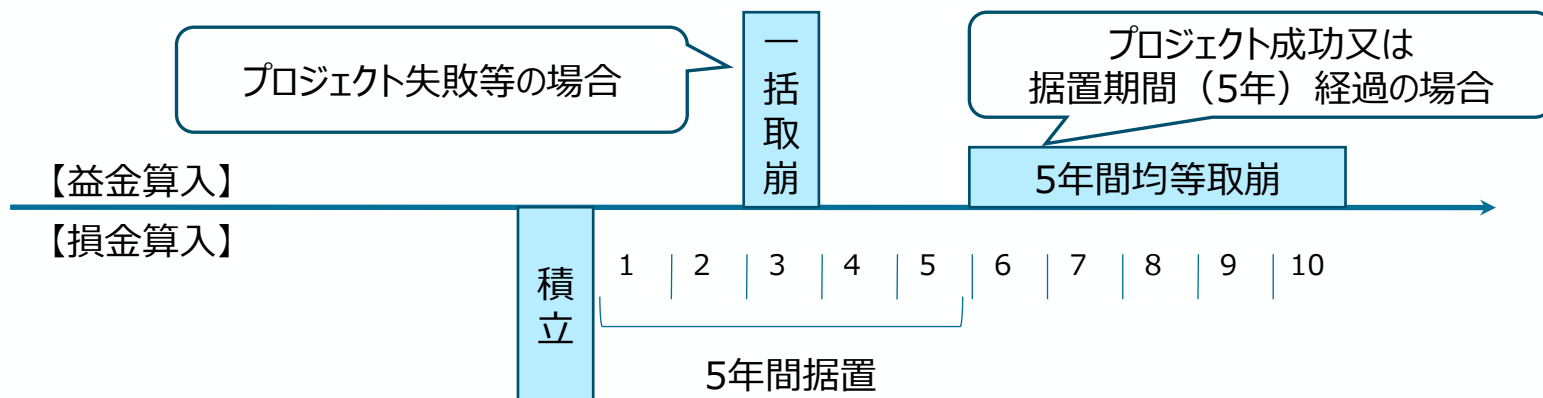 プロジェクト失敗等の場合
一括取崩
プロジェクト成功又は
据置期間（5年）経過の場合
【益金算入】
5年間均等取崩
【損金算入】
積立
1 2 3 4 5 6 7 8 9 10
5年間据置